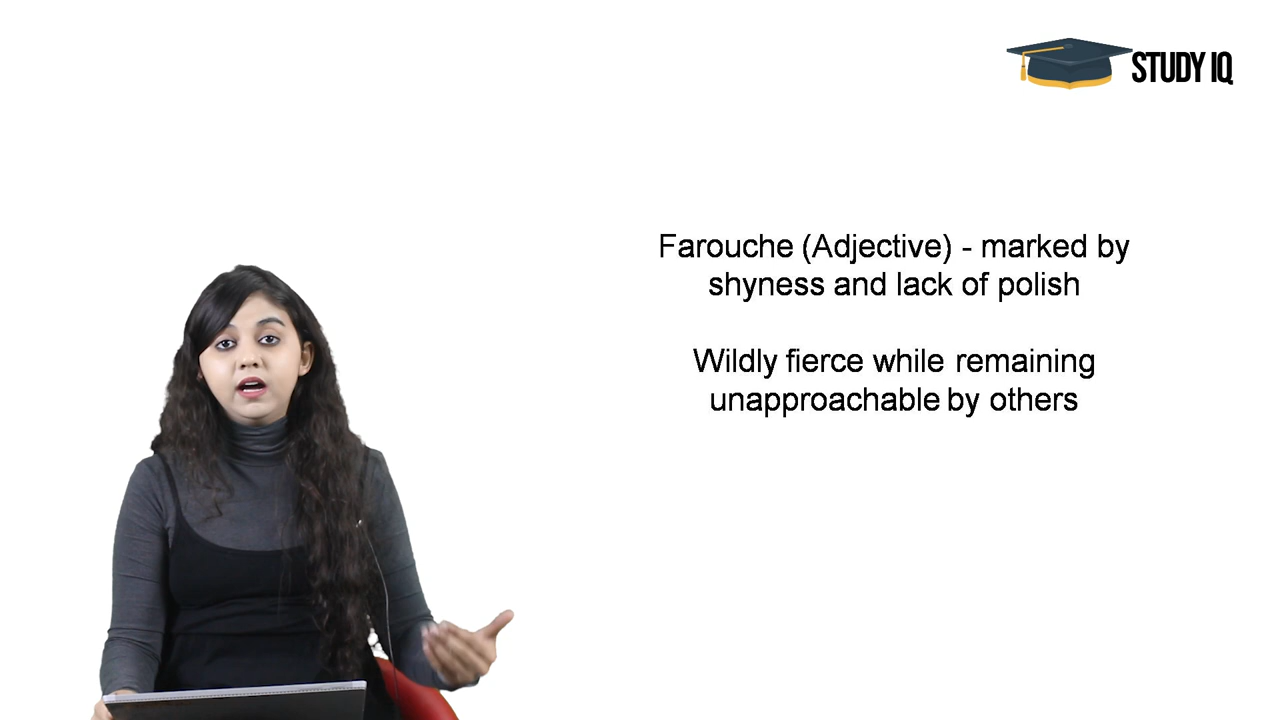 STUDY IQ
Farouche (Adjective) - marked by
shyness and lack of polish
Wildly fierce while remaining
unapproachable by others